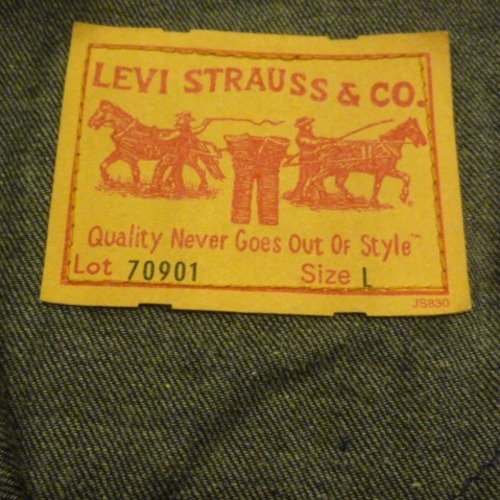 LEVI STRAUSS & CO.
Quality Never Goes Out Of Style™
Lot 70901 Size L
JS830